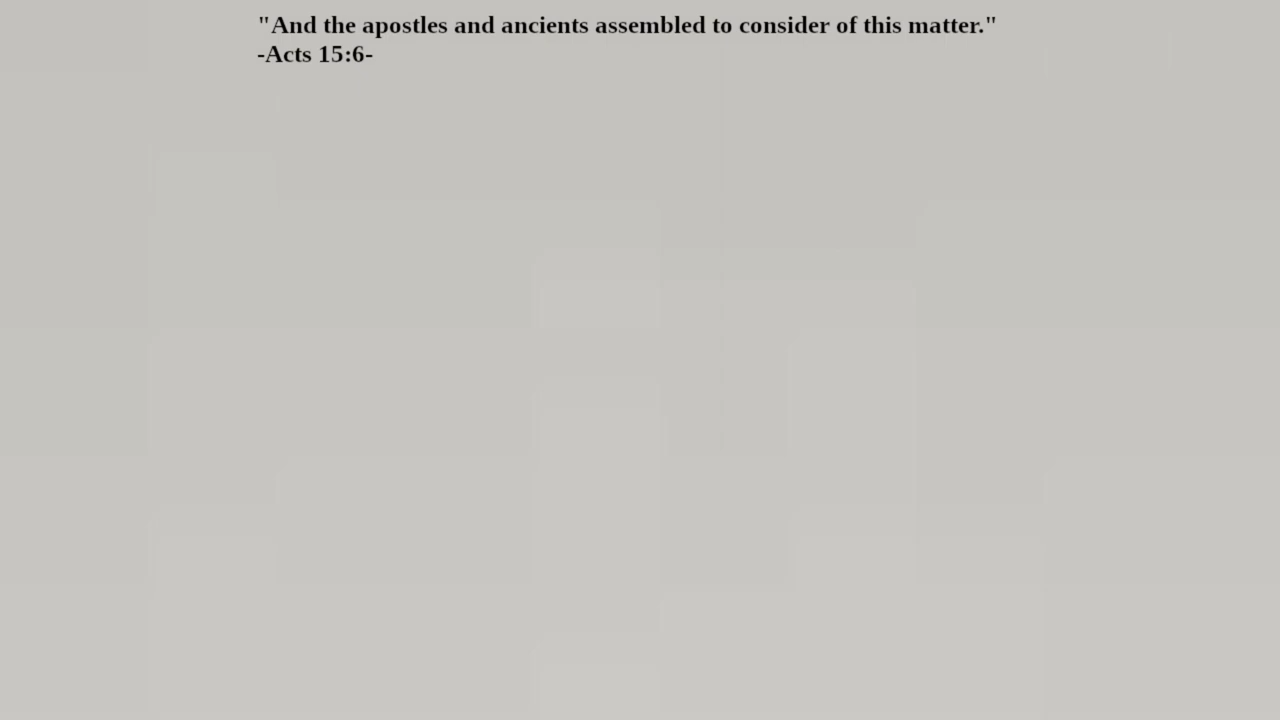 "And the apostles and ancients assembled to consider of this matter."
-Acts 15:6-